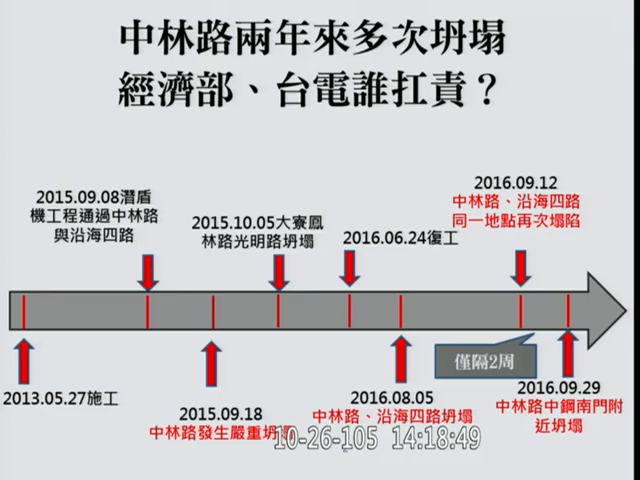 中林路兩年來多次坍塌
經濟部、台電誰扛責？
2015.09.08潛盾
機工程通過中林路
與沿海四路
2015.10.05大寮鳳
林路光明路坍塌
2016.06.24復工
2016.09.12
中林路、沿海四路
同一地點再次塌陷
僅隔2周
2013.05.27施工
2015.09.18
中林路發生嚴重坍
2016.08.05
中林路、沿海四路坍塌
2016.09.29
中林路中鋼南門附
近坍塌
10-26-105 14:18:49